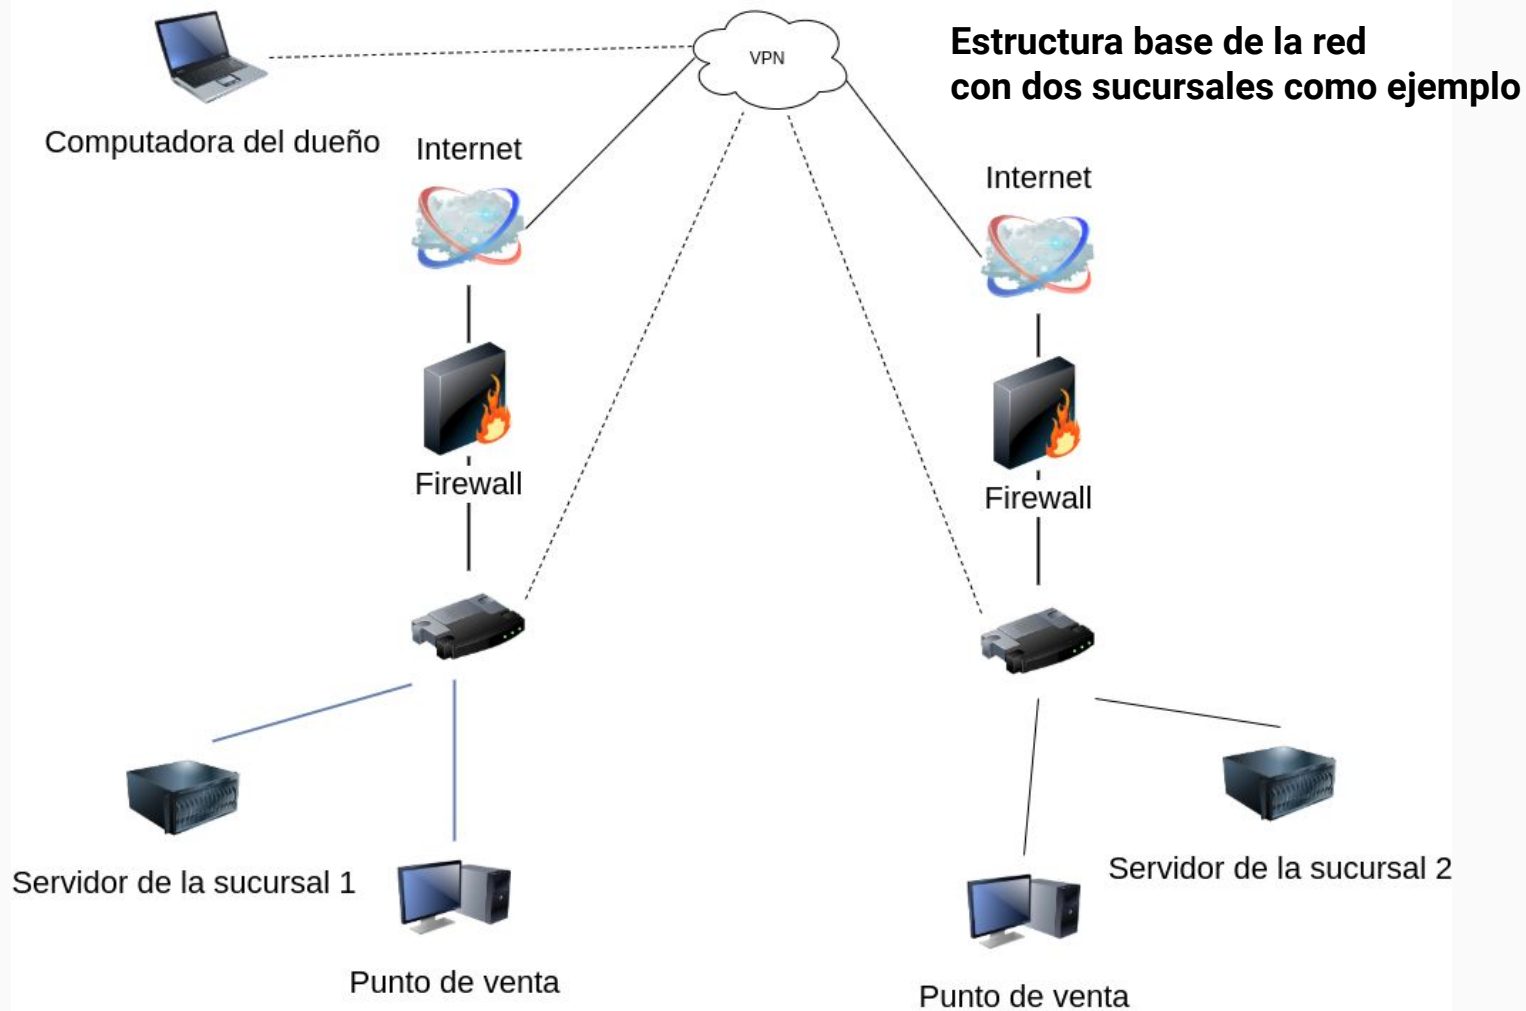 Estructura base de la red
con dos sucursales como ejemplo
VPN
Computadora del dueño
Internet
Internet
Firewall
Firewall
Servidor de la sucursal 1
Servidor de la sucursal 2
Punto de venta
Punto de venta